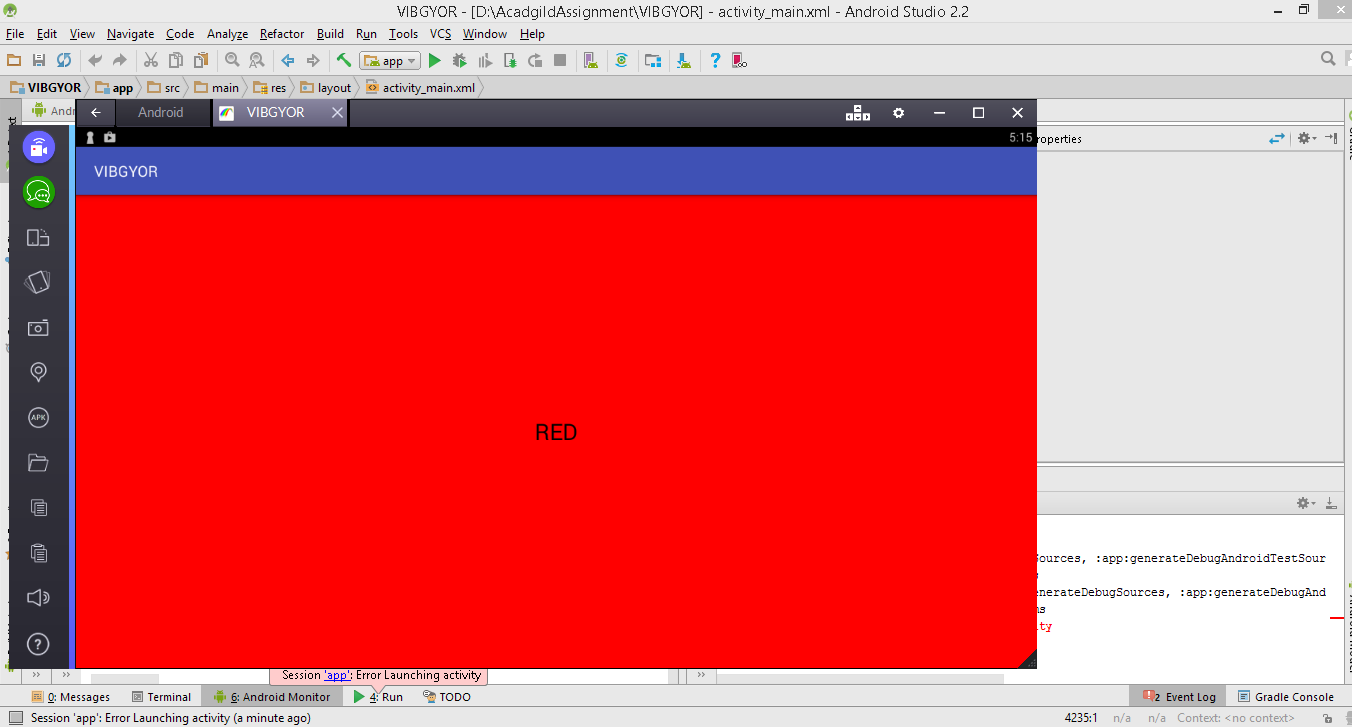 VIBGYOR - [D:\AcadgildAssignment\VIBGYOR] - activity_main.xml - Android Studio 2.2
File Edit View Navigate Code Analyze Refactor Build Run Tools VCS Window Help
app
VIBGYOR app src main res layout activity_main.xml
Andr
Android VIBGYOR
5:15
roperties
VIBGYOR
APK
RED
Sources, :app:generateDebugAndroidTestSour
s
nerateDebugSources, :app:generateDebugAnd
ns
ity
Session 'app': Error Launching activity
0: Messages Terminal 6: Android Monitor 4: Run TODO 2 Event Log Gradle Console
Session 'app': Error Launching activity (a minute ago) 4235:1 n/a n/a Context: <no context>